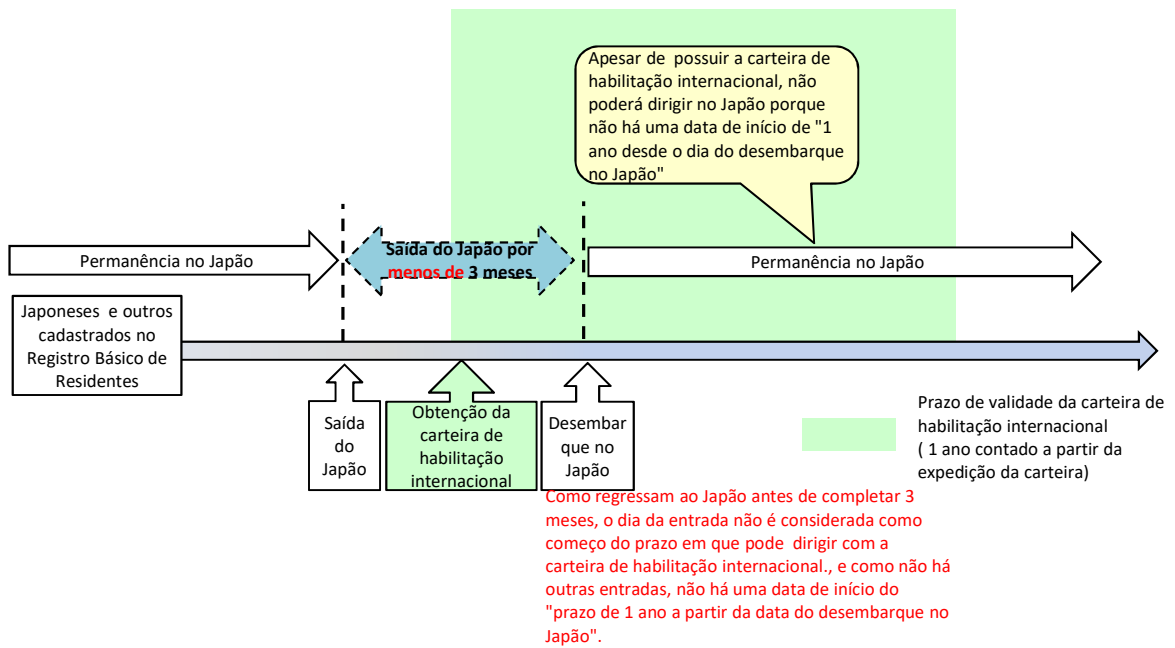 Apesar de possuir a carteira de
habilitação internacional, não
poderá dirigir no Japão porque
não há uma data de início de "1
ano desde o dia do desembarque
no Japão"
Permanência no Japão
Saída do Japão por
menos de 3 meses
Permanência no Japão
Japoneses e outros
cadastrados no
Registro Básico de
Residentes
Saída
do
Japão
Obtenção da
carteira de
habilitação
internacional
Desembar
que no
Japão
Prazo de validade da carteira de
habilitação internacional
( 1 ano contado a partir da
expedição da carteira)
Como regressam ao Japão antes de completar 3
meses, o dia da entrada não é considerada como
começo do prazo em que pode dirigir com a
carteira de habilitação internacional., e como não há
outras entradas, não há uma data de início do
"prazo de 1 ano a partir da data do desembarque no
Japão".